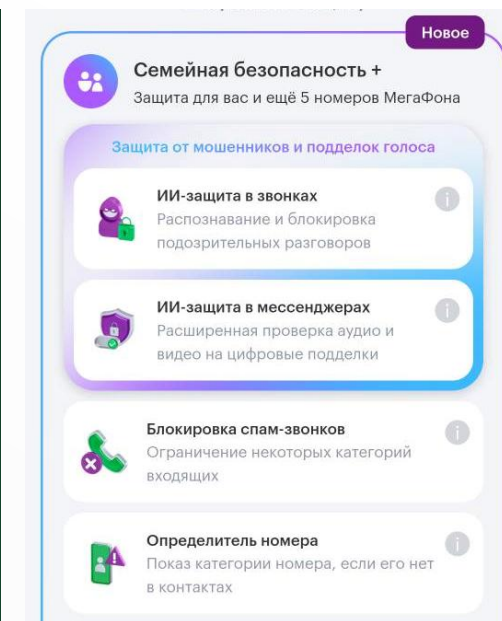 Новое
Семейная безопасность +
Защита для вас и ещё 5 номеров МегаФона
Защита от мошенников и подделок голоса
ИИ-защита в звонках
Распознавание и блокировка
подозрительных разговоров
ИИ-защита в мессенджерах
Расширенная проверка аудио и
видео на цифровые подделки
Блокировка спам-звонков
Ограничение некоторых категорий
входящих
Определитель номера
Показ категории номера, если его нет
в контактах